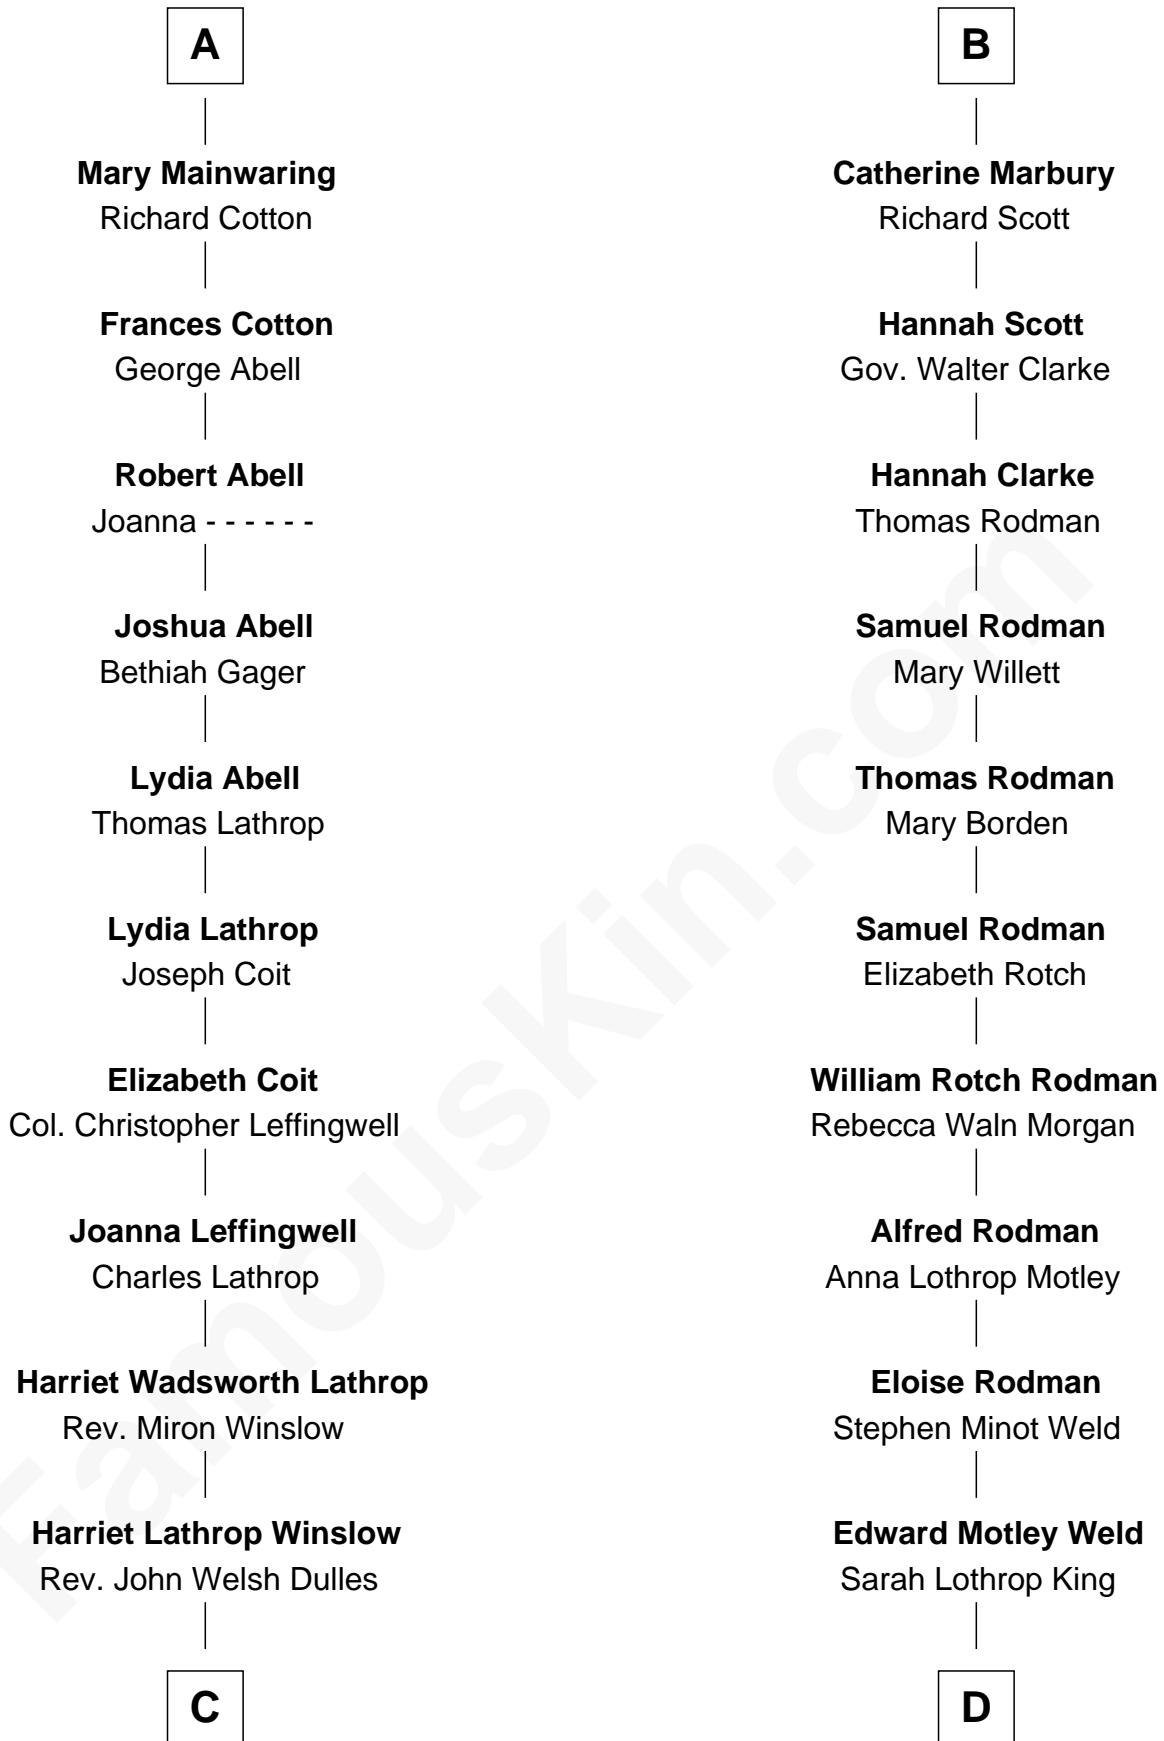 A
Mary Mainwaring
Richard Cotton
Frances Cotton
George Abell
Robert Abell
Joanna - - - - - -
Joshua Abell
Bethiah Gager
Lydia Abell
Thomas Lathrop
Lydia Lathrop
Joseph Coit
Elizabeth Coit
Col. Christopher Leffingwell
Joanna Leffingwell
Charles Lathrop
Harriet Wadsworth Lathrop
Rev. Miron Winslow
Harriet Lathrop Winslow
Rev. John Welsh Dulles
C
B
Catherine Marbury
Richard Scott
Hannah Scott
Gov. Walter Clarke
Hannah Clarke
Thomas Rodman
Samuel Rodman
Mary Willett
Thomas Rodman
Mary Borden
Samuel Rodman
Elizabeth Rotch
William Rotch Rodman
Rebecca Waln Morgan
Alfred Rodman
Anna Lothrop Motley
Eloise Rodman
Stephen Minot Weld
Edward Motley Weld
Sarah Lothrop King
D
FamousKin.com